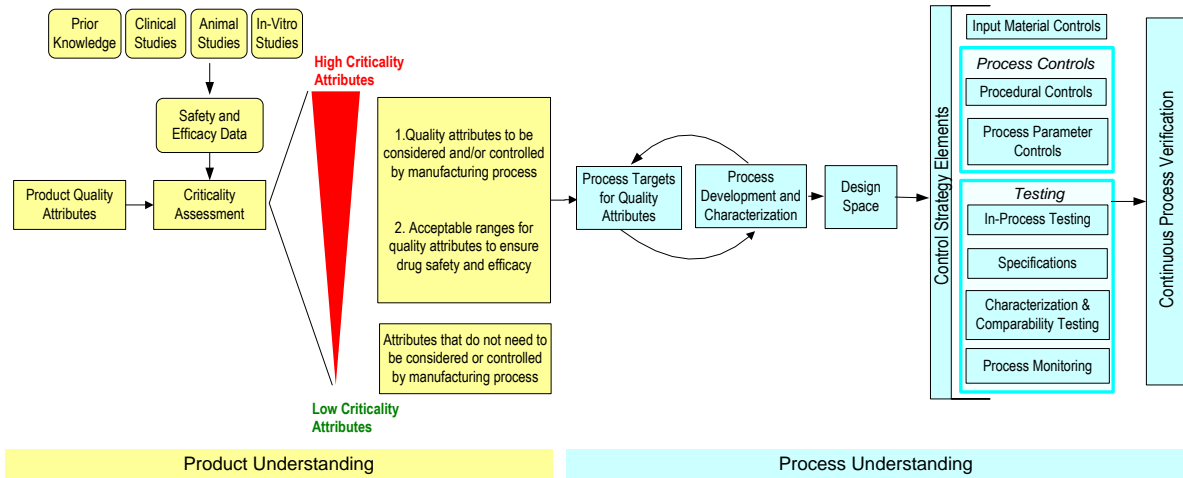 Prior
Knowledge
Clinical
Studies
Animal
Studies
In-Vitro
Studies
Safety and
Efficacy Data
Product Quality
Attributes
Criticality
Assessment
High Criticality
Attributes
Low Criticality
Attributes
1.Quality attributes to be
considered and/or controlled
by manufacturing process
2. Acceptable ranges for
quality attributes to ensure
drug safety and efficacy
Attributes that do not need to
be considered or controlled
by manufacturing process
Process Targets
for Quality
Attributes
Process
Development and
Characterization
Design
Space
Control Strategy Elements
Input Material Controls
Process Controls
Procedural Controls
Process Parameter
Controls
Testing
In-Process Testing
Specifications
Characterization &
Comparability Testing
Process Monitoring
Continuous Process Verification
Product Understanding
Process Understanding